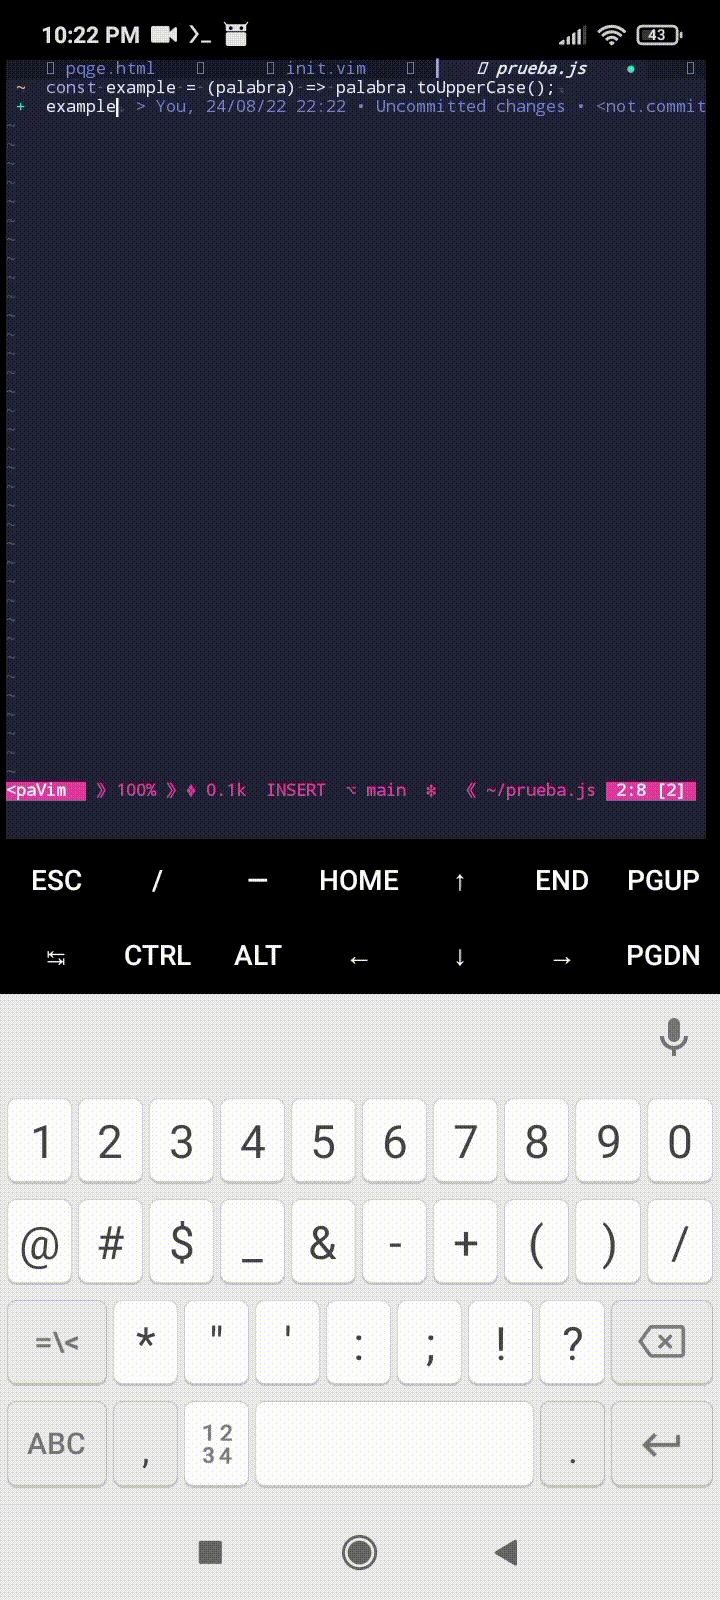 10:22 PM 43
pqge.html init.vim prueba.js
~ const example = (palabra) => palabra.toUpperCase();
+ example > You, 24/08/22 22:22 • Uncommitted changes • <not.commit
<paVim 》 100% 》 ♦ 0.1k INSERT ⌥ main ❇ 《 ~/prueba.js 2:8 [2]
ESC / — HOME ↑ END PGUP
↹ CTRL ALT ← ↓ → PGDN
1 2 3 4 5 6 7 8 9 0
@ # $ _ & - + ( ) /
=\< * " ' : ; ! ?
ABC , 12 34 .